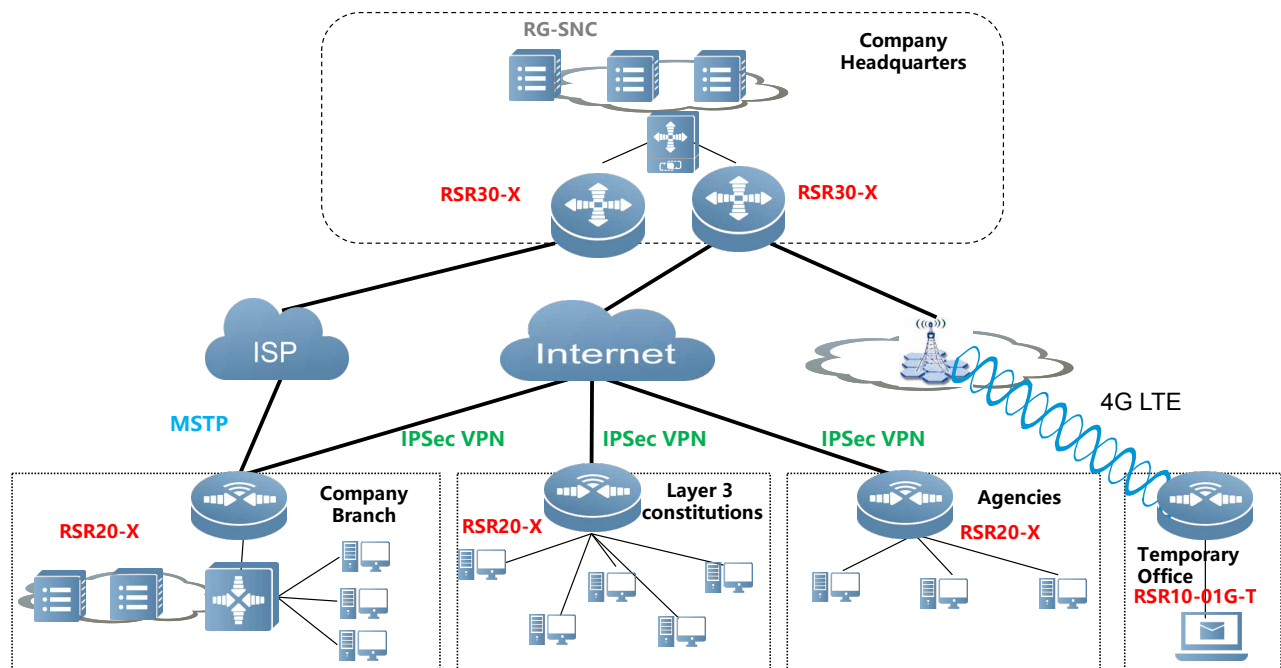 RG-SNC
Company
Headquarters
RSR30-X
RSR30-X
ISP
Internet
4G LTE
MSTP
IPSec VPN
IPSec VPN
IPSec VPN
Company
Branch
RSR20-X
Layer 3
constitutions
RSR20-X
Agencies
RSR20-X
Temporary
Office
RSR10-01G-T